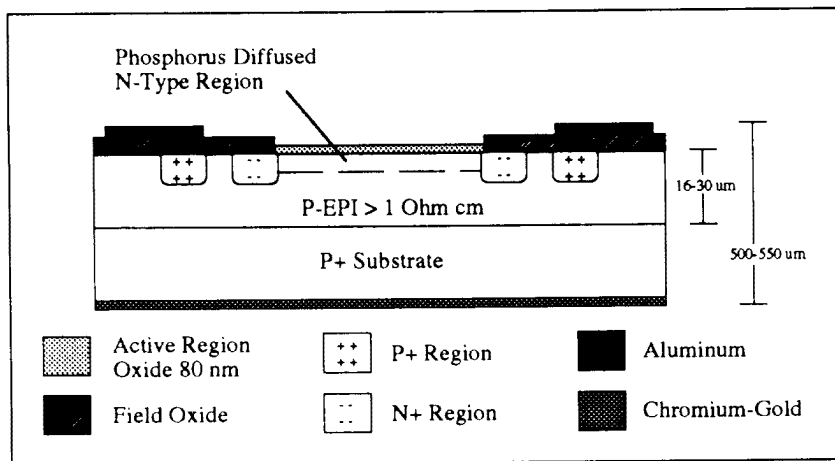 Phosphorus Diffused
N-Type Region
++
++
-- --
-- --
-- --
-- --
++
++
16-30 um
P-EPI > 1 Ohm cm
500-550 um
P+ Substrate
Active Region
Oxide 80 nm
++
++
P+ Region
Aluminum
Field Oxide
-- --
-- --
N+ Region
Chromium-Gold